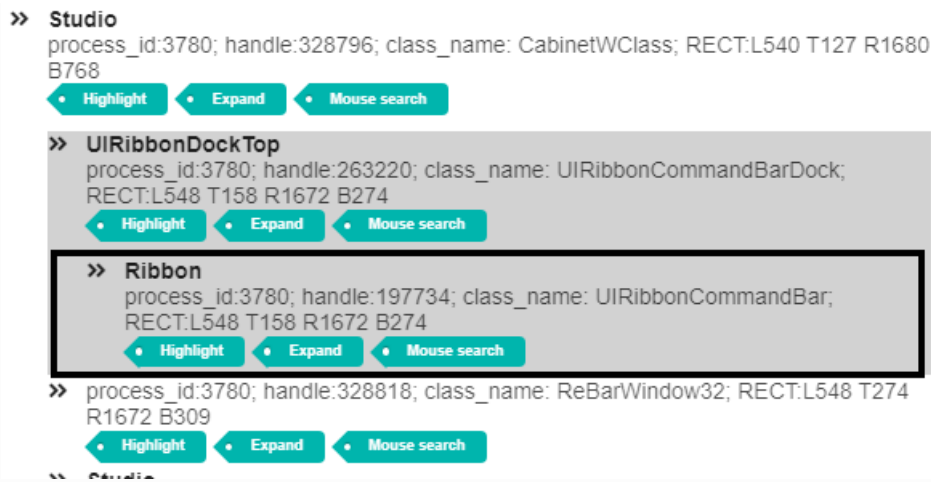 Studio
process_id:3780; handle:328796; class_name: CabinetWClass; RECT:L540 T127 R1680
B768
Highlight Expand Mouse search
UIRibbonDockTop
process_id:3780; handle:263220; class_name: UIRibbonCommandBarDock;
RECT:L548 T158 R1672 B274
Highlight Expand Mouse search
Ribbon
process_id:3780; handle:197734; class_name: UIRibbonCommandBar;
RECT:L548 T158 R1672 B274
Highlight Expand Mouse search
process_id:3780; handle:328818; class_name: ReBarWindow32; RECT:L548 T274
R1672 B309
Highlight Expand Mouse search
Studio